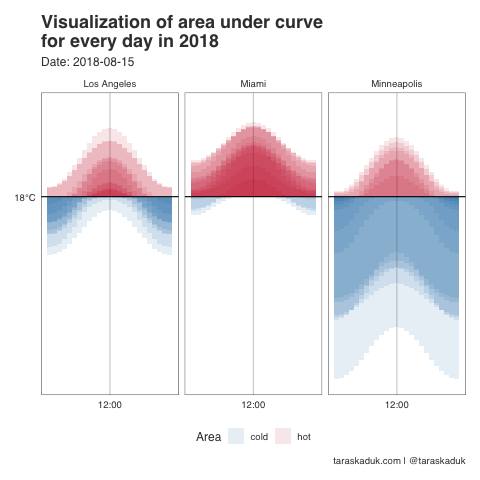 Visualization of area under curve
for every day in 2018
Date: 2018-08-15
Los Angeles
Miami
Minneapolis
18°C
12:00
12:00
12:00
Area
cold
hot
taraskaduk.com | @taraskaduk